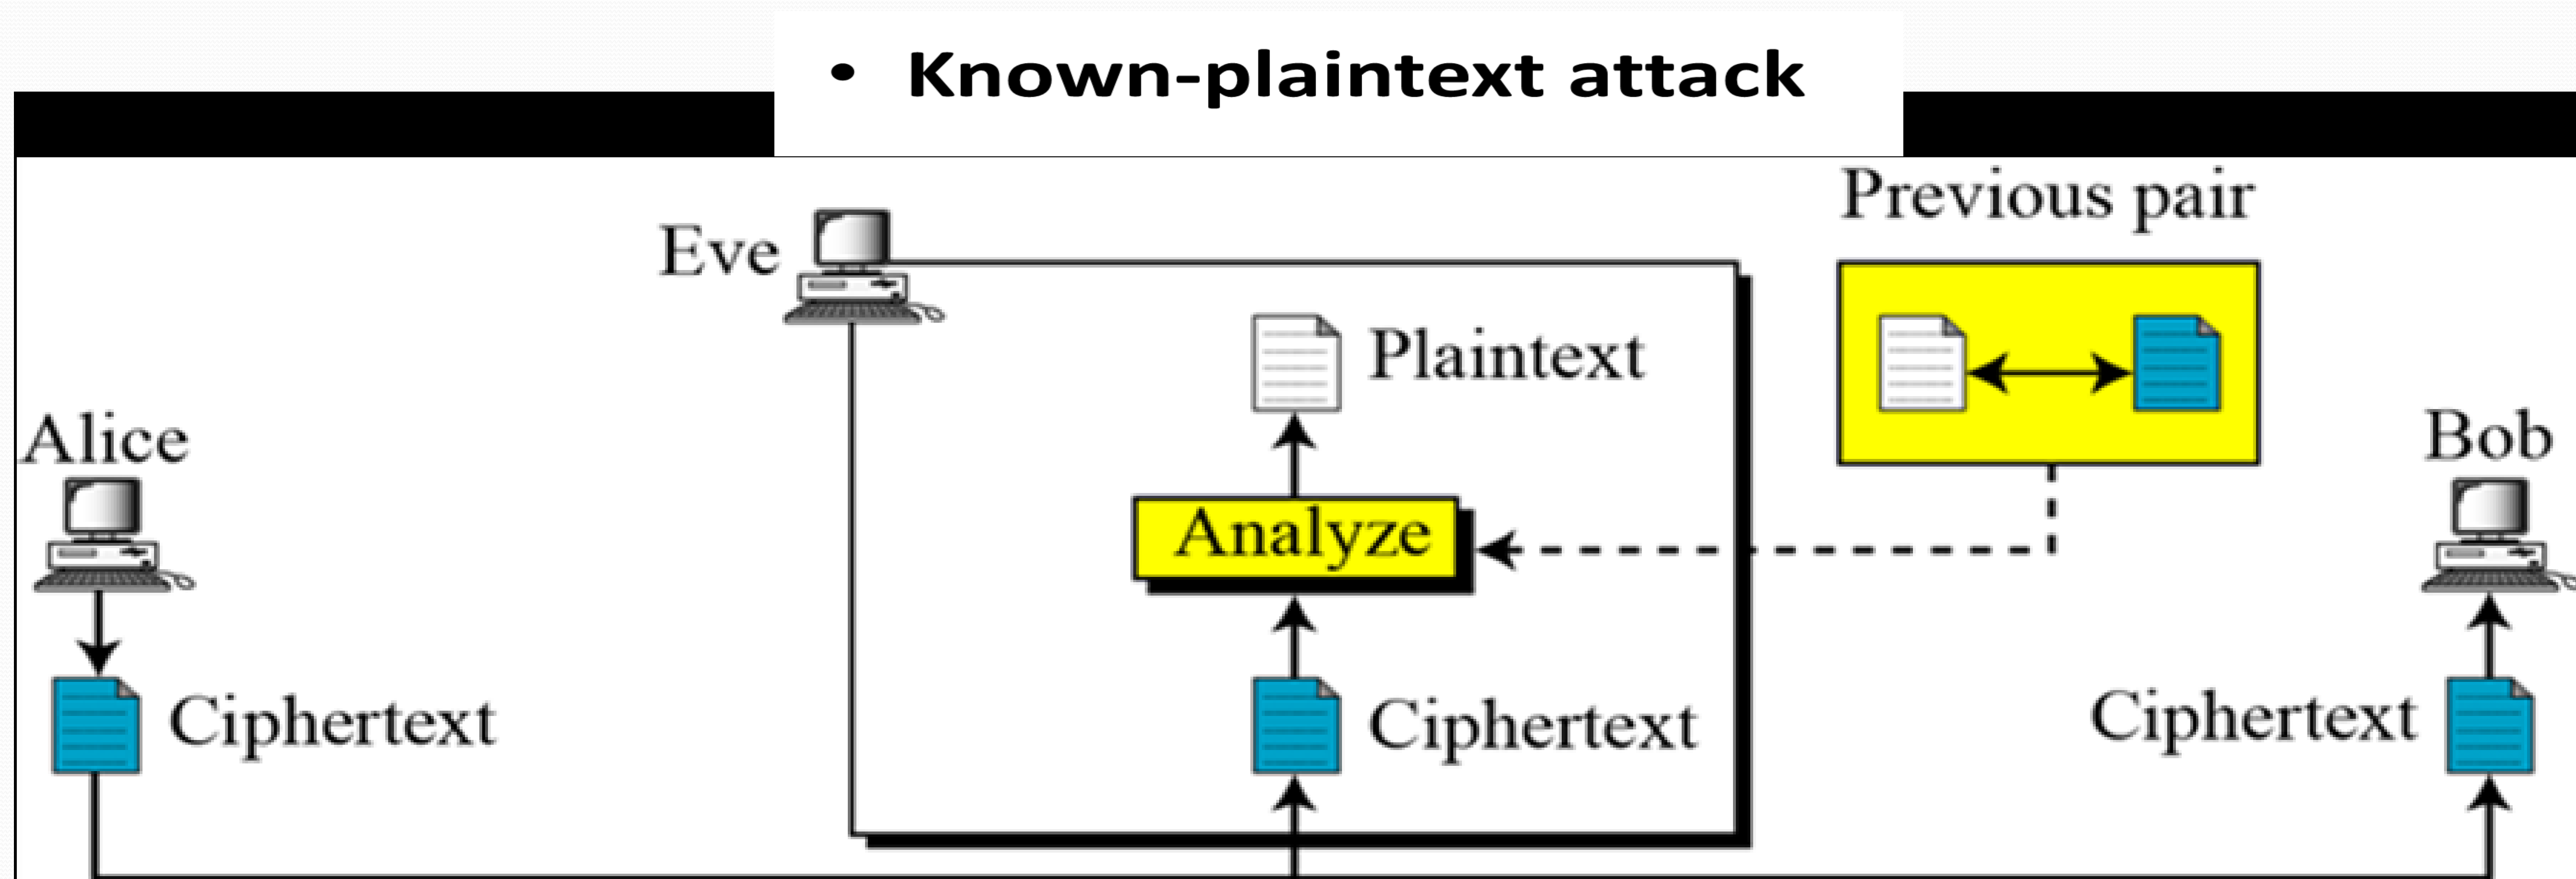 • Known-plaintext attack
Previous pair
Eve
Plaintext
Alice
Bob
Analyze
Ciphertext
Ciphertext
Ciphertext